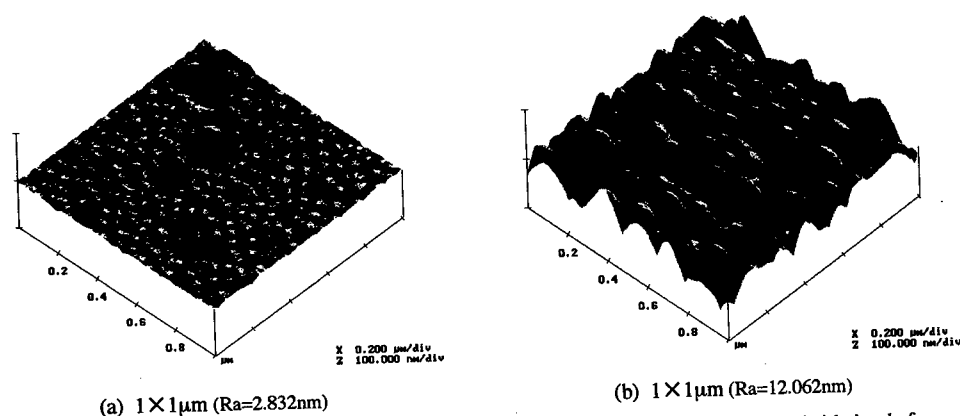 0.2
0.4
0.6
0.8
µm
X 0.200 µm/div
Z 100.000 nm/div
(a) 1×1µm (Ra=2.832nm)
0.2
0.4
0.6
0.8
µm
X 0.200 µm/div
Z 100.000 nm/div
(b) 1×1µm (Ra=12.062nm)